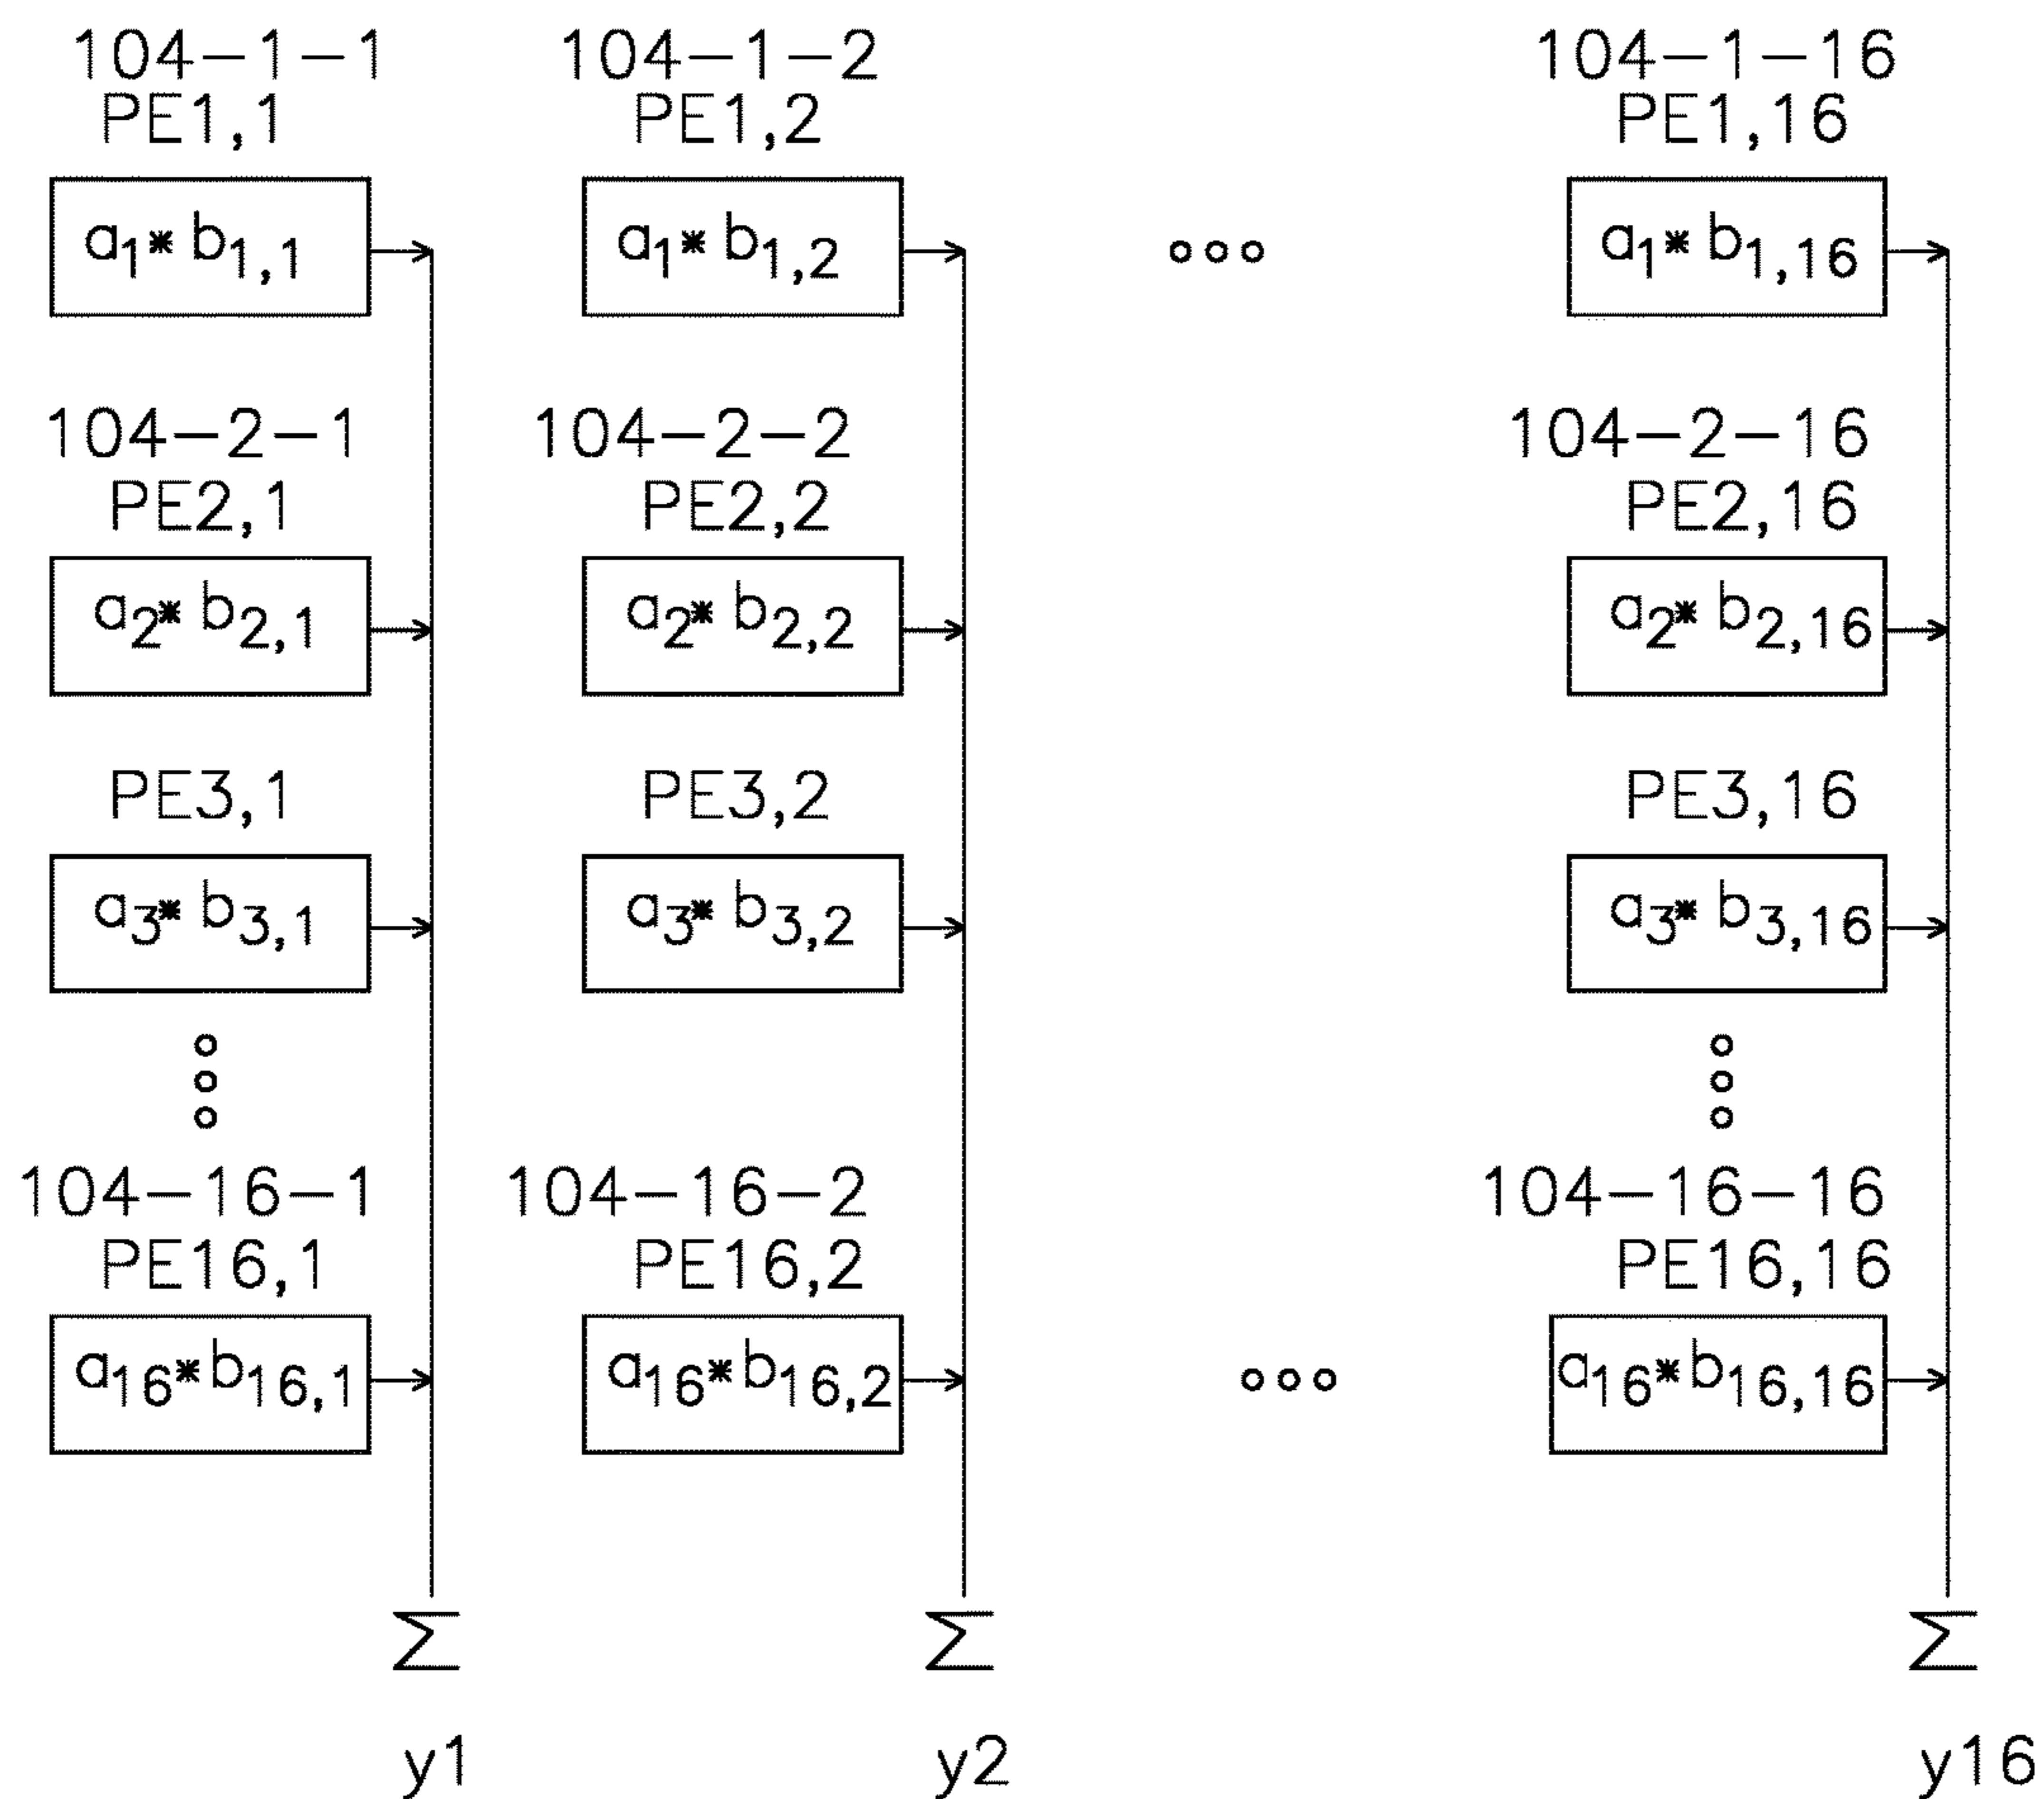 104-1-1 104-1-2 104-1-16
PE1,1 PE1,2 PE1,16
a1* b1,1 a1* b1,2 ooo a1* b1,16
104-2-1 104-2-2 104-2-16
PE2,1 PE2,2 PE2,16
a2* b2,1 a2* b2,2 a2* b2,16
PE3,1 PE3,2 PE3,16
a3* b3,1 a3* b3,2 a3* b3,16
104-16-1 104-16-2 104-16-16
PE16,1 PE16,2 PE16,16
a16* b16,1 a16* b16,2 ooo a16* b16,16
Σ Σ Σ
y1 y2 y16